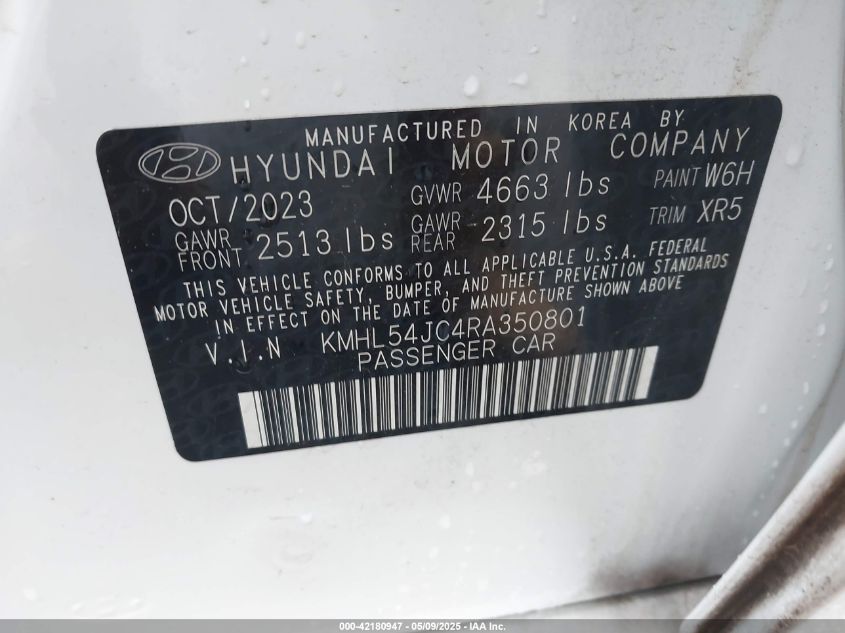 MANUFACTURED IN KOREA BY
HYUNDAI MOTOR COMPANY
OCT/2023 GVWR 4663 lbs PAINT W6H
GAWR FRONT 2513 lbs GAWR REAR 2315 lbs TRIM XR5
THIS VEHICLE CONFORMS TO ALL APPLICABLE U.S.A. FEDERAL
MOTOR VEHICLE SAFETY, BUMPER, AND THEFT PREVENTION STANDARDS
IN EFFECT ON THE DATE OF MANUFACTURE SHOWN ABOVE
V.I.N KMHL54JC4RA350801
PASSENGER CAR
000-42180947 - 05/09/2025 - IAA Inc.